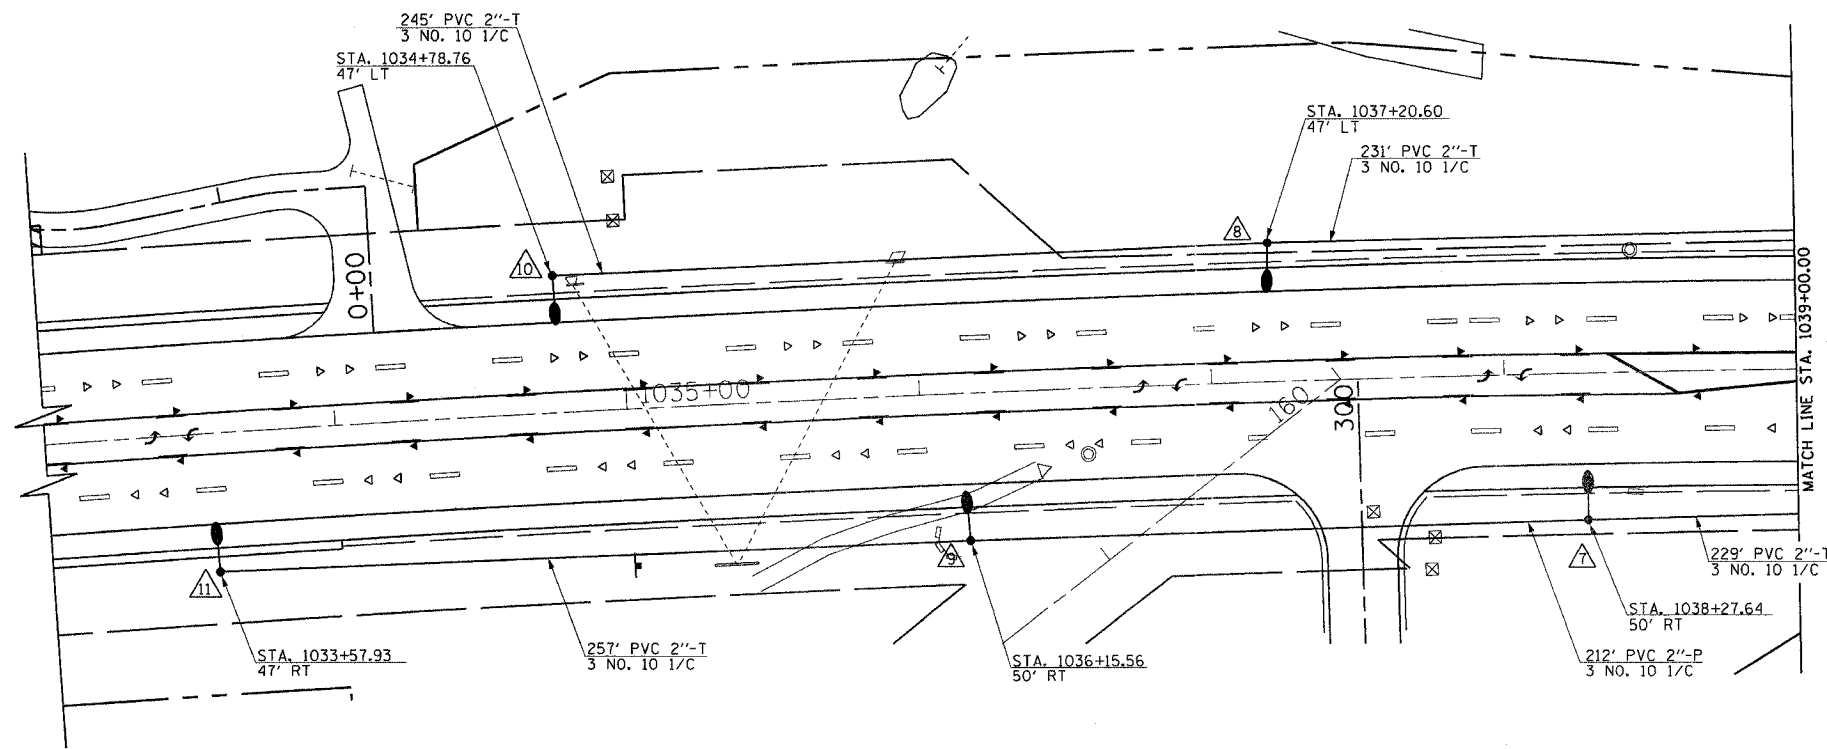 245' PVC 2"-T
3 NO. 10 1/C
STA. 1034+78.76
47' LT
STA. 1037+20.60
47' LT
231' PVC 2"-T
3 NO. 10 1/C
8
10
0+00
1035+00
160
300
MATCH LINE STA. 1039+00.00
11
9
7
229' PVC 2"-T
3 NO. 10 1/C
STA. 1038+27.64
50' RT
STA. 1033+57.93
47' RT
257' PVC 2"-T
3 NO. 10 1/C
STA. 1036+15.56
50' RT
212' PVC 2"-P
3 NO. 10 1/C